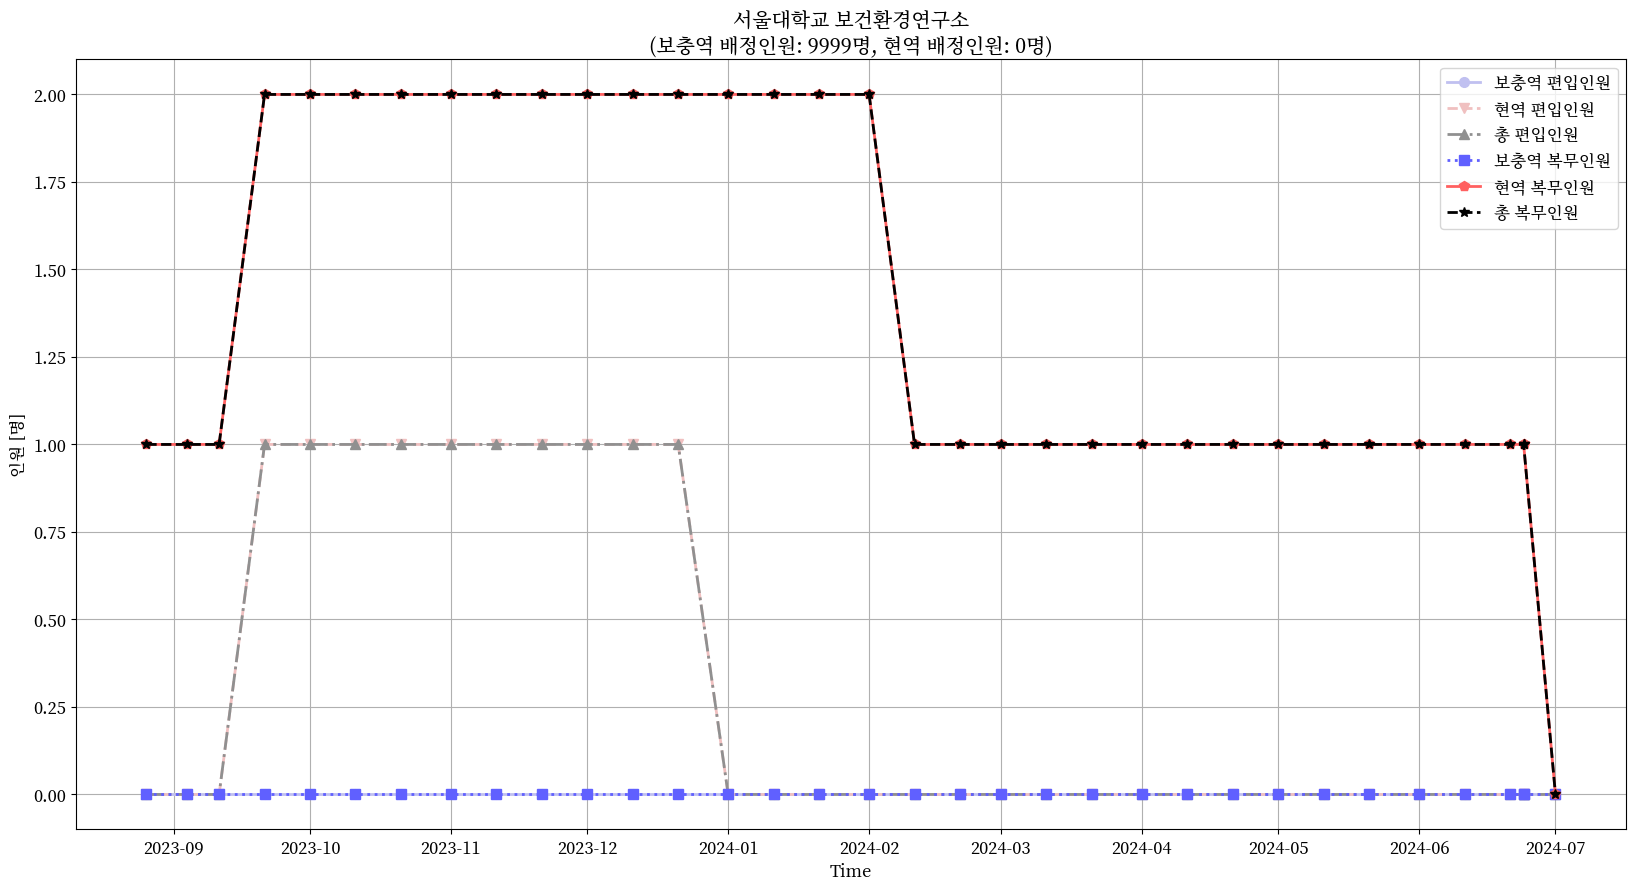 서울대학교 보건환경연구소
(보충역 배정인원: 9999명, 현역 배정인원: 0명)
보충역 편입인원
현역 편입인원
총 편입인원
보충역 복무인원
현역 복무인원
총 복무인원
인원 [명]
2.00
1.75
1.50
1.25
1.00
0.75
0.50
0.25
0.00
2023-09
2023-10
2023-11
2023-12
2024-01
2024-02
2024-03
2024-04
2024-05
2024-06
2024-07
Time